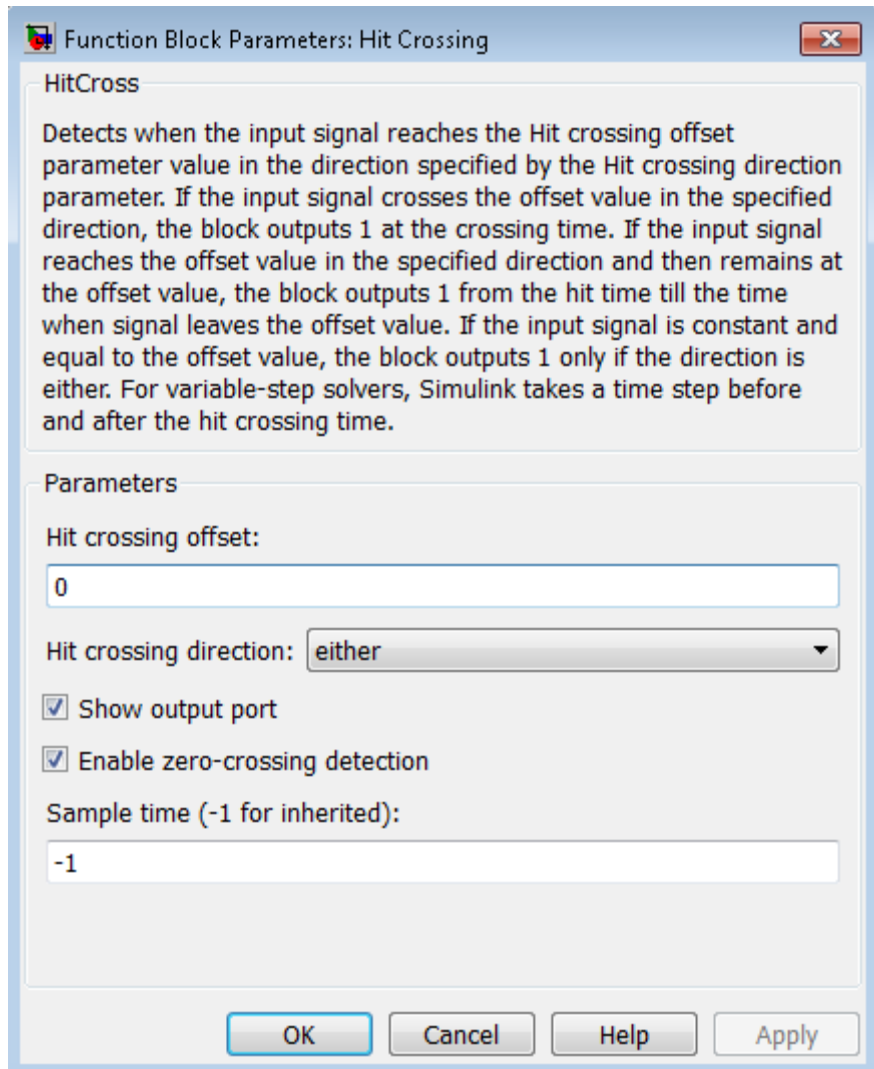 Function Block Parameters: Hit Crossing
HitCross
Detects when the input signal reaches the Hit crossing offset
parameter value in the direction specified by the Hit crossing direction
parameter. If the input signal crosses the offset value in the specified
direction, the block outputs 1 at the crossing time. If the input signal
reaches the offset value in the specified direction and then remains at
the offset value, the block outputs 1 from the hit time till the time
when signal leaves the offset value. If the input signal is constant and
equal to the offset value, the block outputs 1 only if the direction is
either. For variable-step solvers, Simulink takes a time step before
and after the hit crossing time.
Parameters
Hit crossing offset:
0
Hit crossing direction: either
Show output port
Enable zero-crossing detection
Sample time (-1 for inherited):
-1
OK Cancel Help Apply